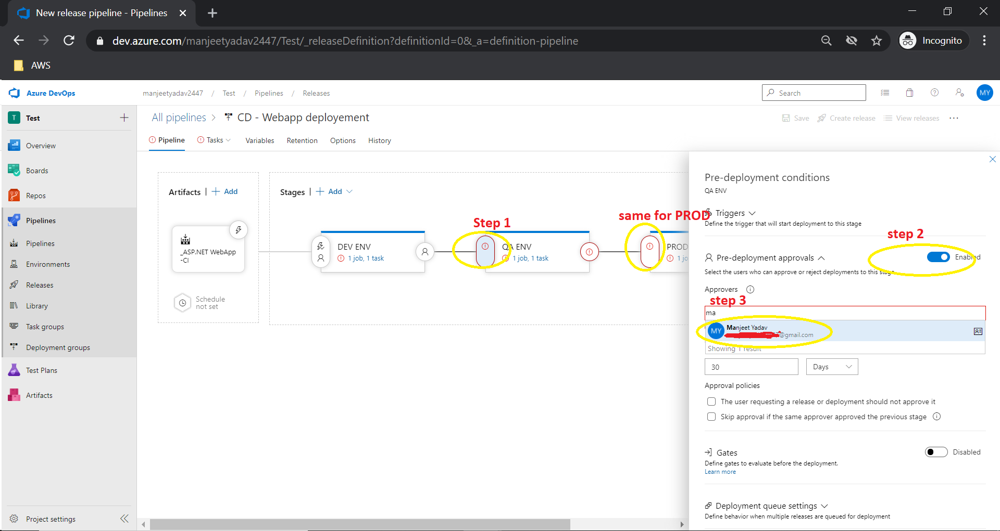 New release pipeline - Pipelines
dev.azure.com/manjeetyadav2447/Test/_releaseDefinition?definitionId=0&_a=definition-pipeline
Incognito
AWS
Azure DevOps
manjeetyadav2447 / Test / Pipelines / Releases
Search
MY
T Test
All pipelines > CD - Webapp deployement
Save Create release View releases ...
Pipeline Tasks Variables Retention Options History
Overview
Boards
Repos
Pipelines
Pipelines
Environments
Releases
Library
Task groups
Deployment groups
Test Plans
Artifacts
Project settings
Artifacts | + Add
_ASP.NET WebApp
-CI
Schedule
not set
Stages | + Add
DEV ENV
1 job, 1 task
Step 1
QA ENV
1 job, 1 task
same for PROD
PROD
1 jo
Pre-deployment conditions
QA ENV
Triggers
Define the trigger that will start deployment to this stage
step 2
Pre-deployment approvals
Enabled
Select the users who can approve or reject deployments to this stage
Approvers
step 3
ma
MY Manjeet Yadav
@gmail.com
Showing 1 result
30 Days
Approval policies
The user requesting a release or deployment should not approve it
Skip approval if the same approver approved the previous stage
Gates
Disabled
Define gates to evaluate before the deployment.
Learn more
Deployment queue settings
Define behavior when multiple releases are queued for deployment